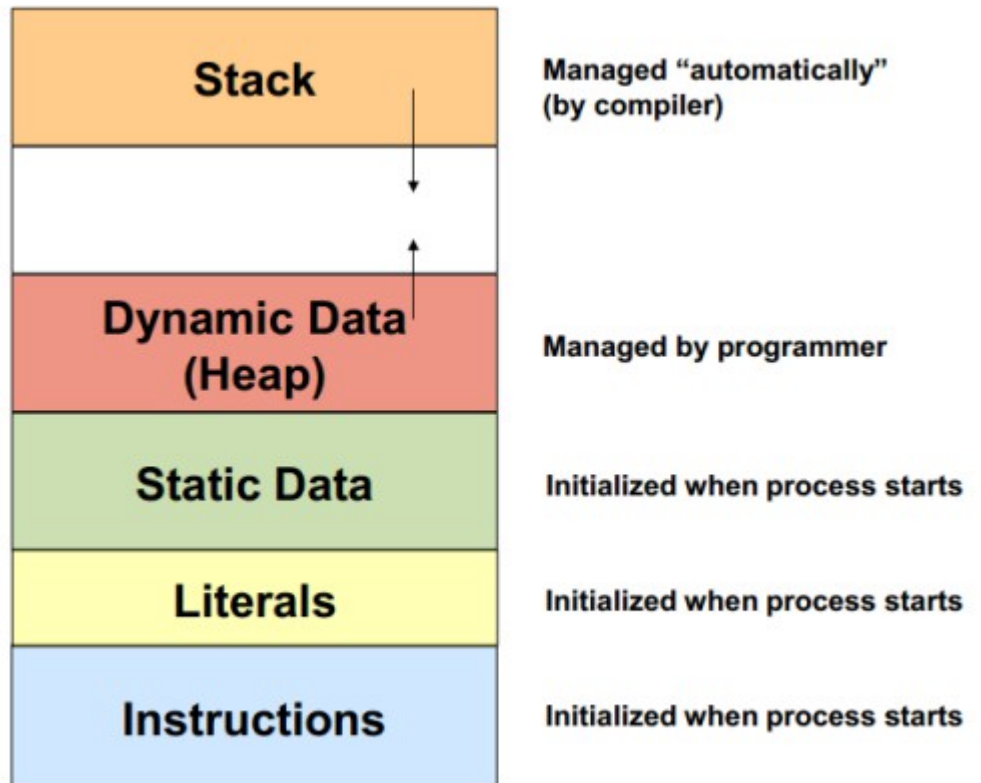 Stack
Managed “automatically”
(by compiler)
Dynamic Data
(Heap)
Managed by programmer
Static Data
Initialized when process starts
Literals
Initialized when process starts
Instructions
Initialized when process starts